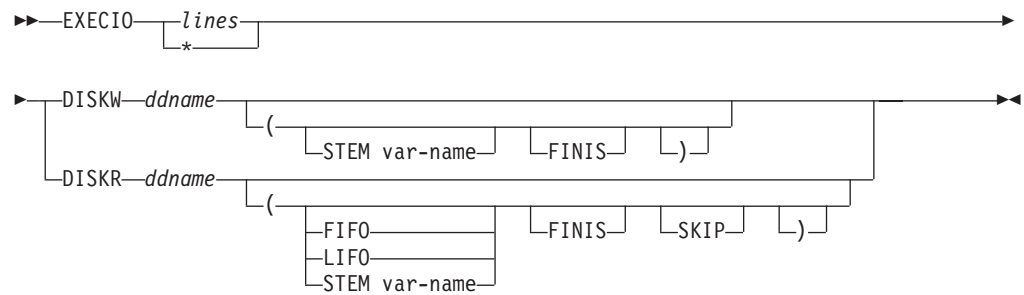 EXECIO lines
*
DISKW ddname
(
STEM var-name FINIS )
DISKR ddname
(
FIFO FINIS SKIP )
LIFO
STEM var-name